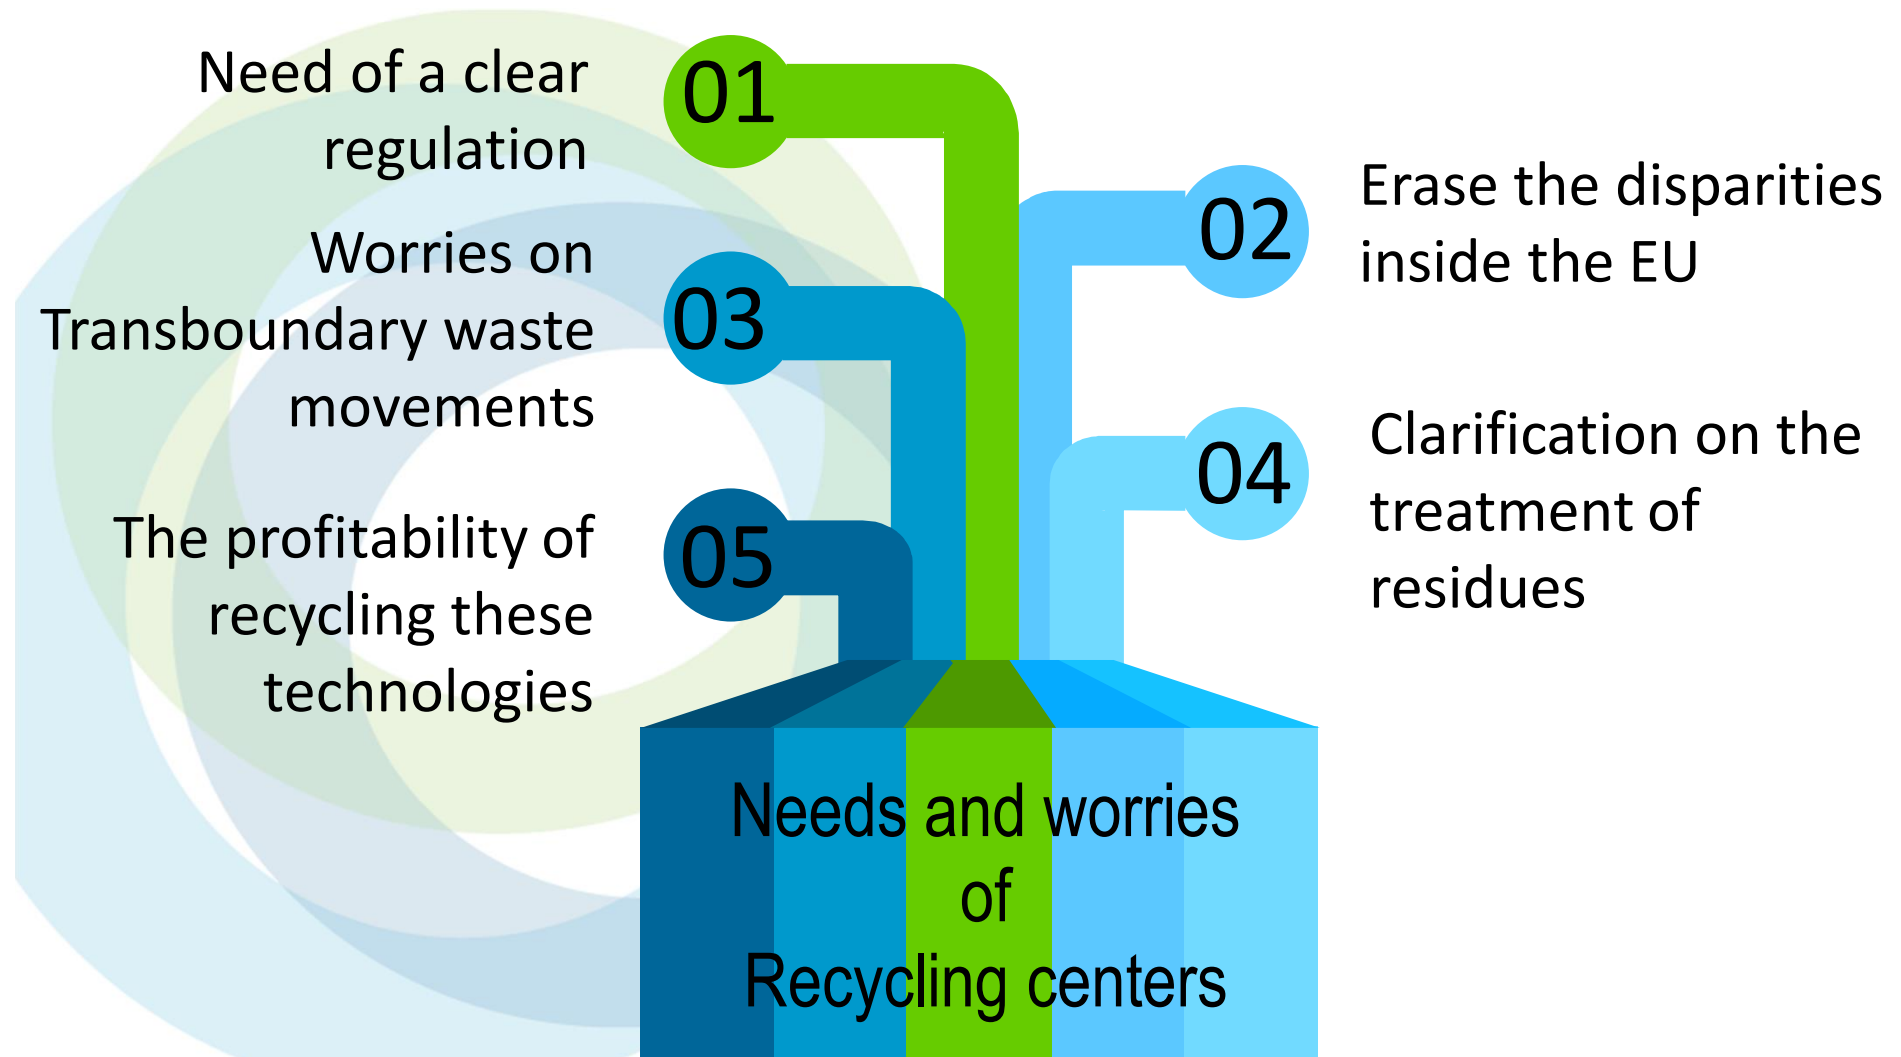 01
Need of a clear
regulation
02
Erase the disparities
inside the EU
03
Worries on
Transboundary waste
movements
04
Clarification on the
treatment of
residues
05
The profitability of
recycling these
technologies
Needs and worries
of
Recycling centers